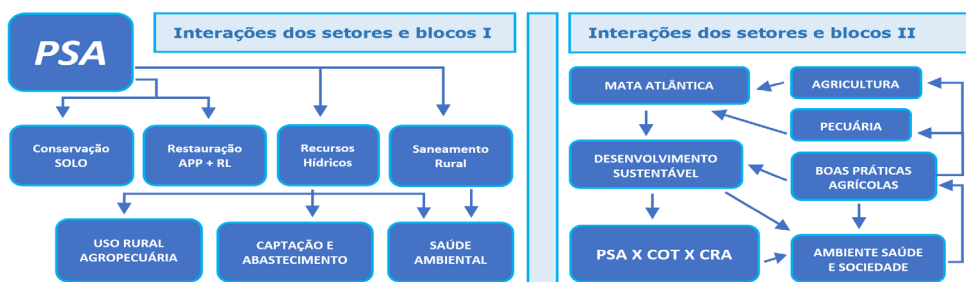 PSA
Interações dos setores e blocos I
Conservação
SOLO
Restauração
APP + RL
Recursos
Hídricos
Saneamento
Rural
USO RURAL
AGROPECUÁRIA
CAPTAÇÃO E
ABASTECIMENTO
SAÚDE
AMBIENTAL
Interações dos setores e blocos II
MATA ATLÂNTICA
AGRICULTURA
PECUÁRIA
DESENVOLVIMENTO
SUSTENTÁVEL
BOAS PRÁTICAS
AGRÍCOLAS
PSA X COT X CRA
AMBIENTE SAÚDE
E SOCIEDADE